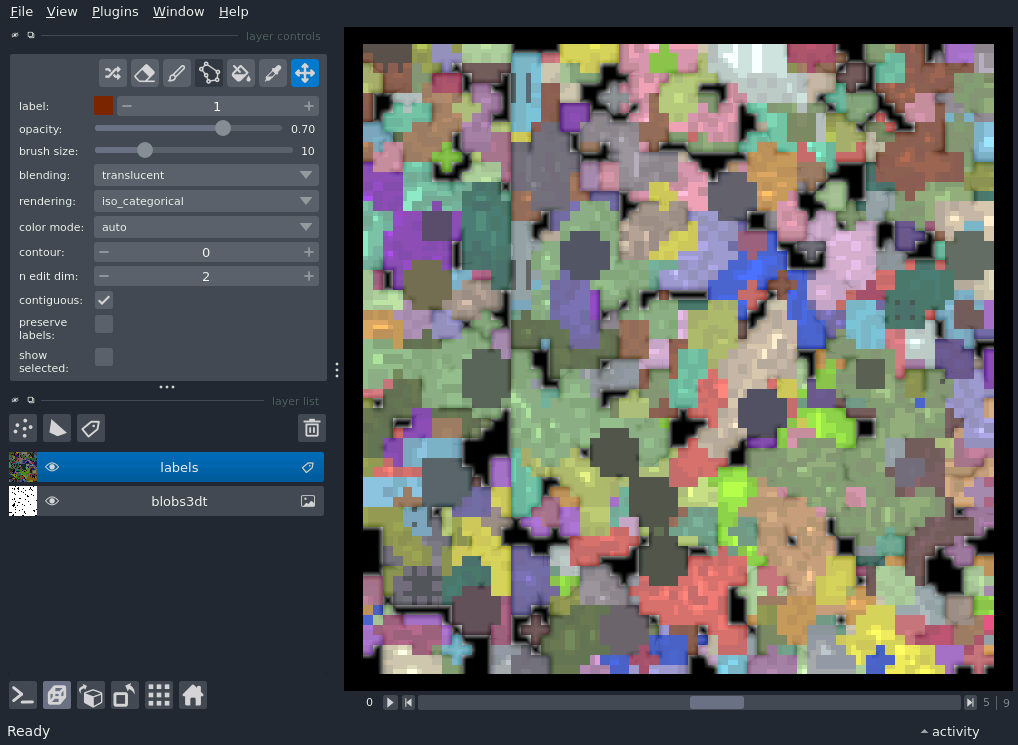 File View Plugins Window Help
layer controls
label: 1
opacity: 0.70
brush size: 10
blending: translucent
rendering: iso_categorical
color mode: auto
contour: 0
n edit dim: 2
contiguous:
preserve
labels:
show
selected:
layer list
labels
blobs3dt
0 5 9
Ready activity